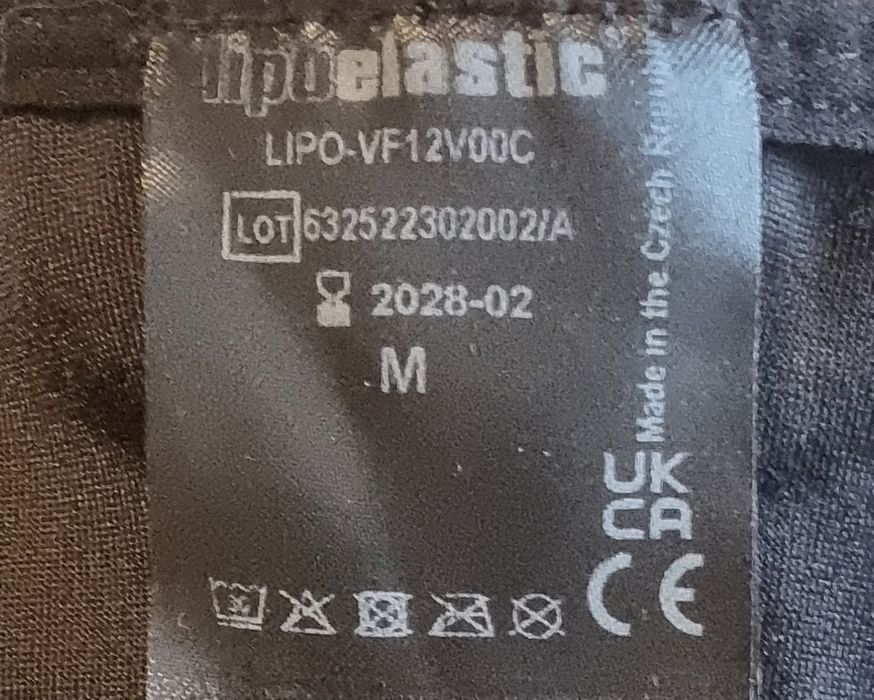 lipoelastic®
LIPO-VF12V00C
LOT 632522302002/A
2028-02
M
Made in the Czech Republic
UK
CA
CE